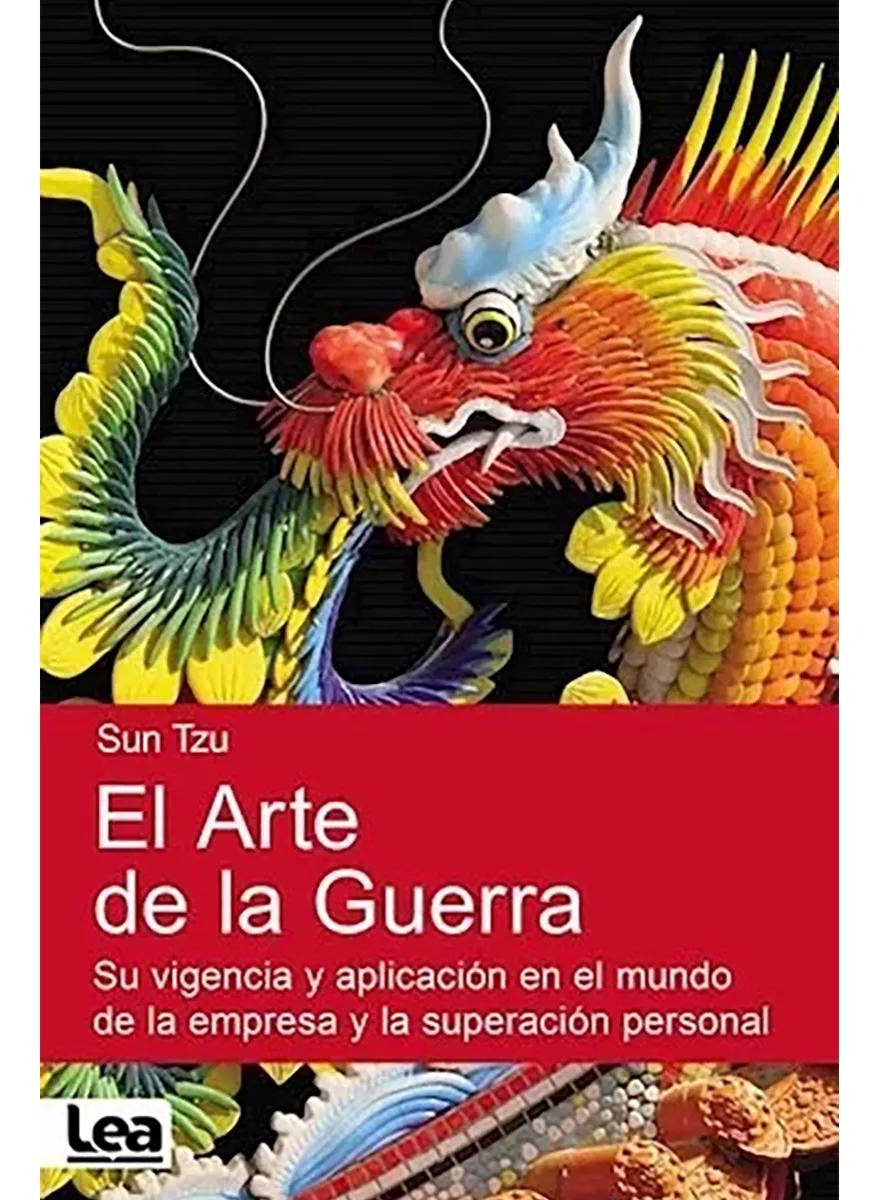 Sun Tzu
El Arte
de la Guerra
Su vigencia y aplicación en el mundo
de la empresa y la superación personal
Lea